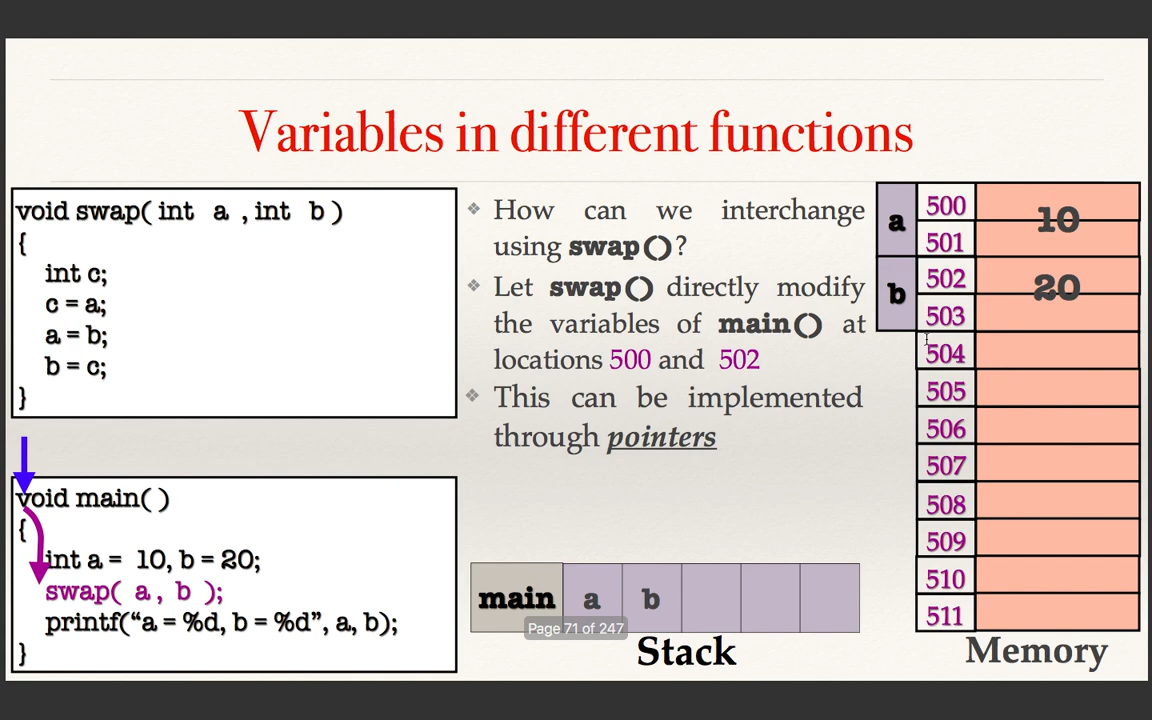 Variables in different functions
void swap( int a , int b )
{
int c;
c = a;
a = b;
b = c;
}
void main( )
{
int a = 10, b = 20;
swap( a , b );
printf(“a = %d, b = %d”, a, b);
}
❖ How can we interchange
using swap()?
❖ Let swap() directly modify
the variables of main() at
locations 500 and 502
❖ This can be implemented
through pointers
main a b
Page 71 of 247
Stack
a 500 10
501
b 502 20
503
504
505
506
507
508
509
510
511
Memory